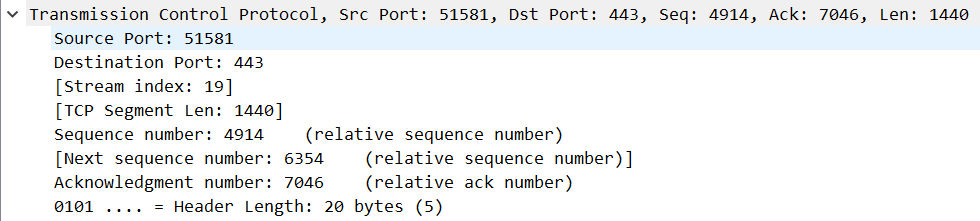 Transmission Control Protocol, Src Port: 51581, Dst Port: 443, Seq: 4914, Ack: 7046, Len: 1440
Source Port: 51581
Destination Port: 443
[Stream index: 19]
[TCP Segment Len: 1440]
Sequence number: 4914    (relative sequence number)
[Next sequence number: 6354    (relative sequence number)]
Acknowledgment number: 7046    (relative ack number)
0101 .... = Header Length: 20 bytes (5)